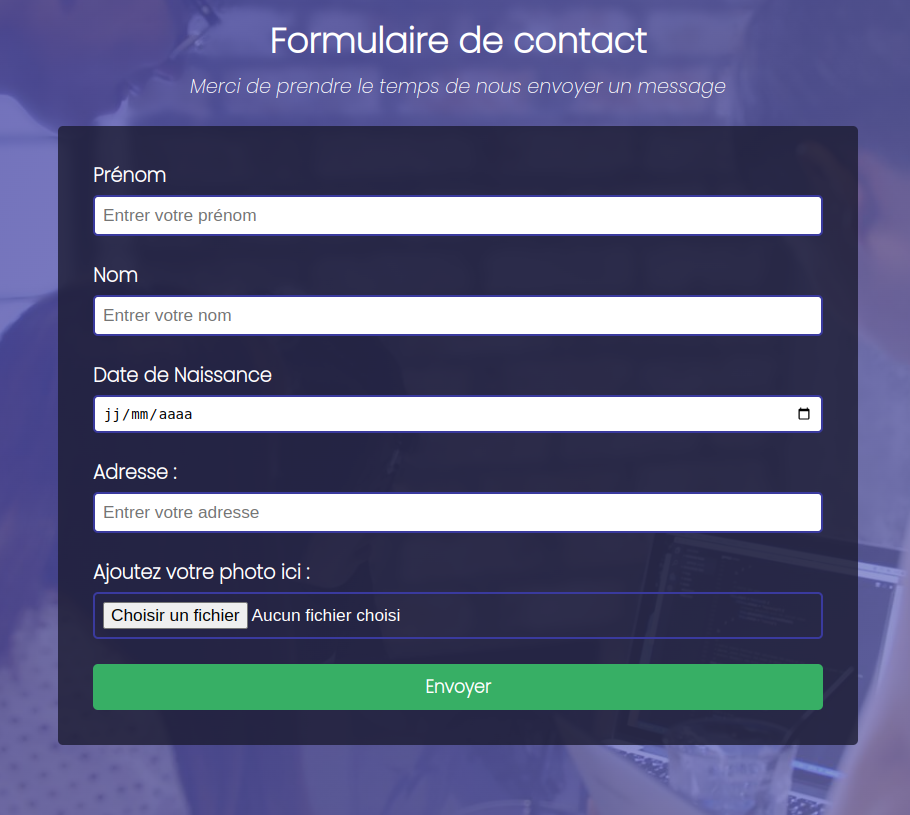 Formulaire de contact
Merci de prendre le temps de nous envoyer un message
Prénom
Entrer votre prénom
Nom
Entrer votre nom
Date de Naissance
jj/mm/aaaa
Adresse :
Entrer votre adresse
Ajoutez votre photo ici :
Choisir un fichier Aucun fichier choisi
Envoyer